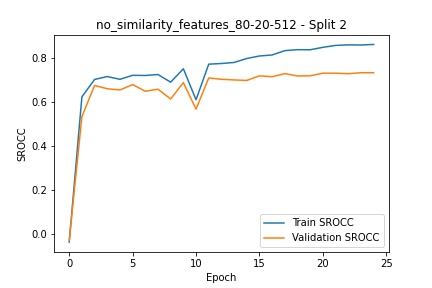 no_similarity_features_80-20-512 - Split 2
SROCC
0.8
0.6
0.4
0.2
0.0
Train SROCC
Validation SROCC
0 5 10 15 20 25
Epoch